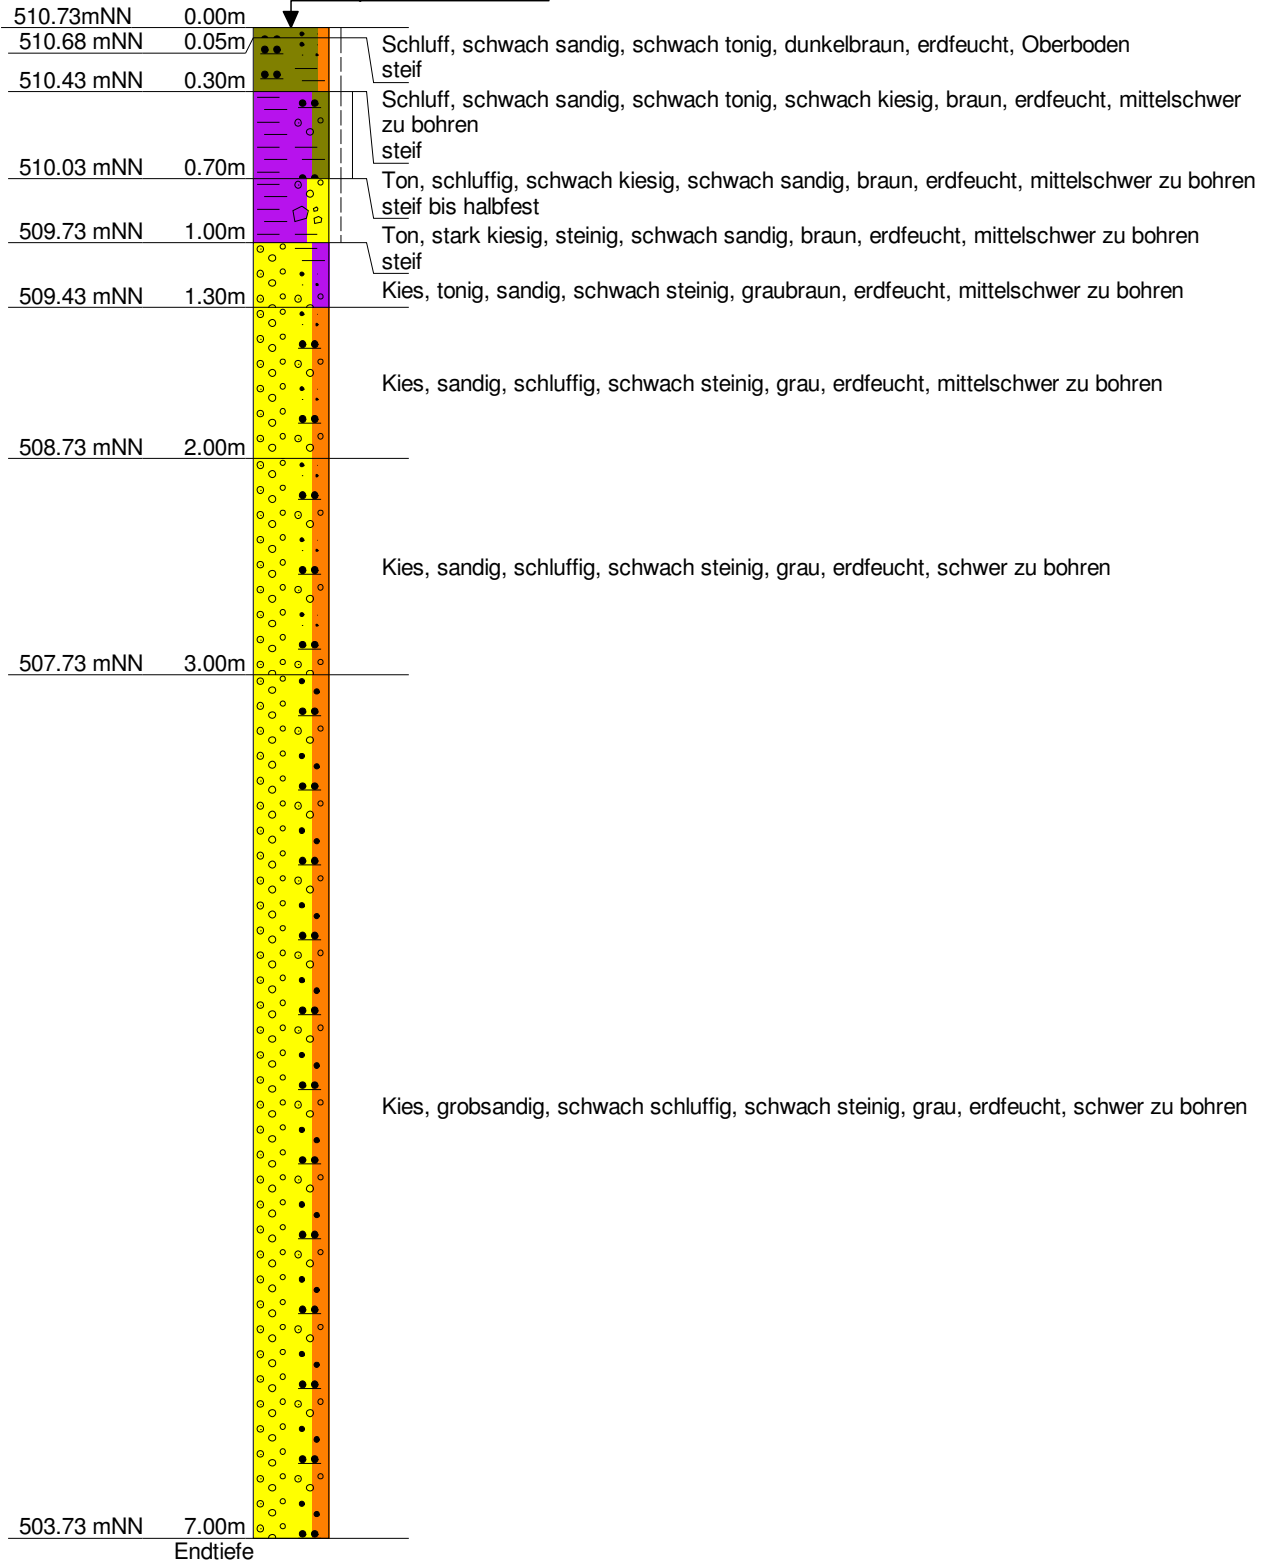 510.73mNN 0.00m
510.68 mNN 0.05m
Schluff, schwach sandig, schwach tonig, dunkelbraun, erdfeucht, Oberboden
steif
510.43 mNN 0.30m
Schluff, schwach sandig, schwach tonig, schwach kiesig, braun, erdfeucht, mittelschwer
zu bohren
steif
510.03 mNN 0.70m
Ton, schluffig, schwach kiesig, schwach sandig, braun, erdfeucht, mittelschwer zu bohren
steif bis halbfest
509.73 mNN 1.00m
Ton, stark kiesig, steinig, schwach sandig, braun, erdfeucht, mittelschwer zu bohren
steif
509.43 mNN 1.30m
Kies, tonig, sandig, schwach steinig, graubraun, erdfeucht, mittelschwer zu bohren
Kies, sandig, schluffig, schwach steinig, grau, erdfeucht, mittelschwer zu bohren
508.73 mNN 2.00m
Kies, sandig, schluffig, schwach steinig, grau, erdfeucht, schwer zu bohren
507.73 mNN 3.00m
Kies, grobsandig, schwach schluffig, schwach steinig, grau, erdfeucht, schwer zu bohren
503.73 mNN 7.00m
Endtiefe